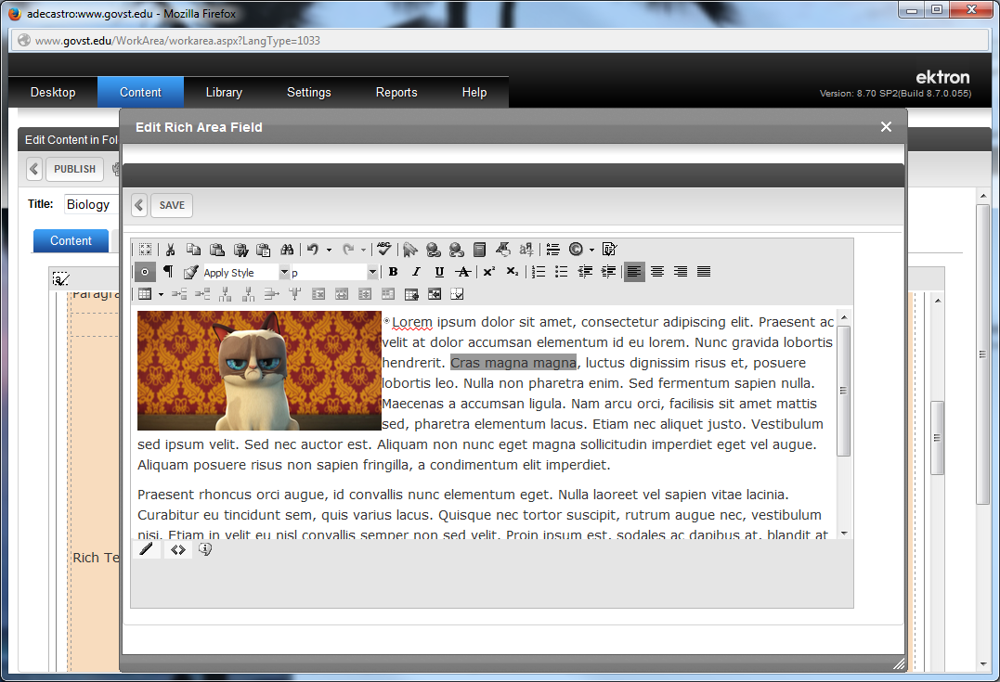 adecastro:www.govst.edu - Mozilla Firefox
www.govst.edu/WorkArea/workarea.aspx?LangType=1033
ektron
Desktop Content Library Settings Reports Help
Version: 8.70 SP2(Build 8.7.0.055)
Edit Rich Area Field
Edit Content in Fol
PUBLISH
Title: Biology
SAVE
Content
ABC
Apply Style p B I U A x² x₂
Paragra
Lorem ipsum dolor sit amet, consectetur adipiscing elit. Praesent ac
velit at dolor accumsan elementum id eu lorem. Nunc gravida lobortis
hendrerit. Cras magna magna, luctus dignissim risus et, posuere
lobortis leo. Nulla non pharetra enim. Sed fermentum sapien nulla.
Maecenas a accumsan ligula. Nam arcu orci, facilisis sit amet mattis
sed, pharetra elementum lacus. Etiam nec aliquet justo. Vestibulum
sed ipsum velit. Sed nec auctor est. Aliquam non nunc eget magna sollicitudin imperdiet eget vel augue.
Aliquam posuere risus non sapien fringilla, a condimentum elit imperdiet.
Praesent rhoncus orci augue, id convallis nunc elementum eget. Nulla laoreet vel sapien vitae lacinia.
Curabitur eu tincidunt sem, quis varius lacus. Quisque nec tortor suscipit, rutrum augue nec, vestibulum
nisi. Etiam in velit eu nisl convallis semper non sed velit. Proin ipsum est, sodales ac dapibus at, blandit at
Rich Te